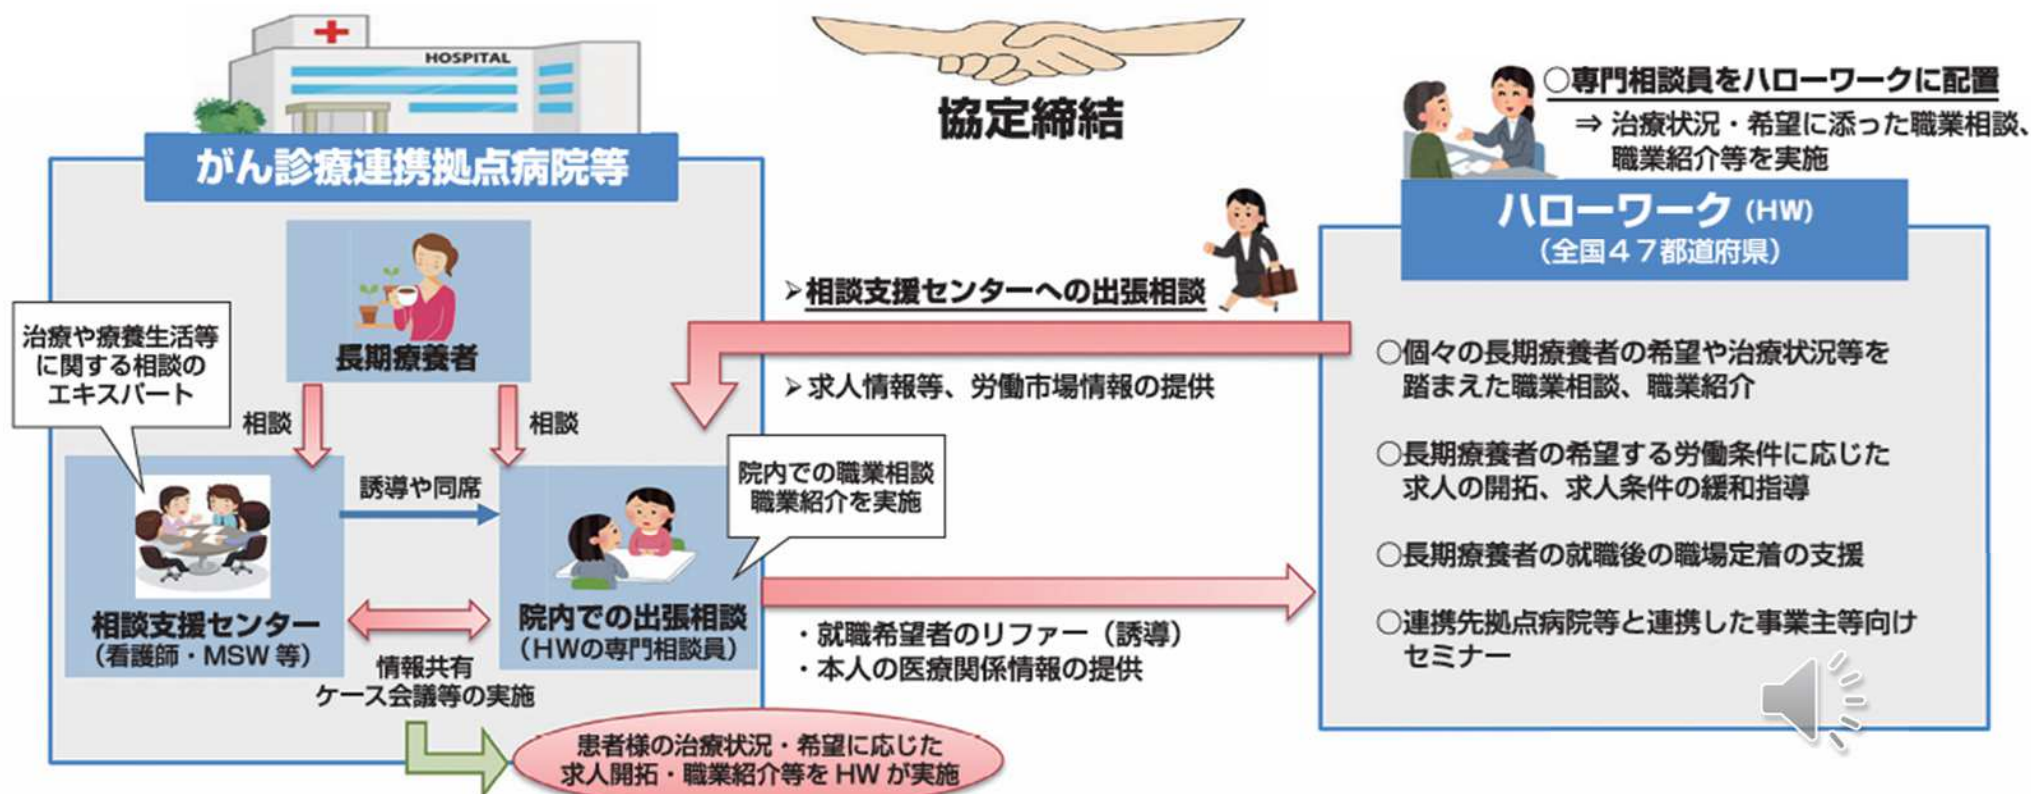 HOSPITAL
がん診療連携拠点病院等
協定締結
○専門相談員をハローワークに配置
⇒ 治療状況・希望に添った職業相談、
職業紹介等を実施
ハローワーク (HW)
（全国47都道府県）
長期療養者
治療や療養生活等
に関する相談の
エキスパート
相談
相談
➢相談支援センターへの出張相談
➢求人情報等、労働市場情報の提供
誘導や同席
院内での職業相談
職業紹介を実施
相談支援センター
（看護師・MSW 等）
院内での出張相談
（HWの専門相談員）
情報共有
ケース会議等の実施
・就職希望者のリファー（誘導）
・本人の医療関係情報の提供
患者様の治療状況・希望に応じた
求人開拓・職業紹介等を HW が実施
○個々の長期療養者の希望や治療状況等を
踏まえた職業相談、職業紹介
○長期療養者の希望する労働条件に応じた
求人の開拓、求人条件の緩和指導
○長期療養者の就職後の職場定着の支援
○連携先拠点病院等と連携した事業主等向け
セミナー